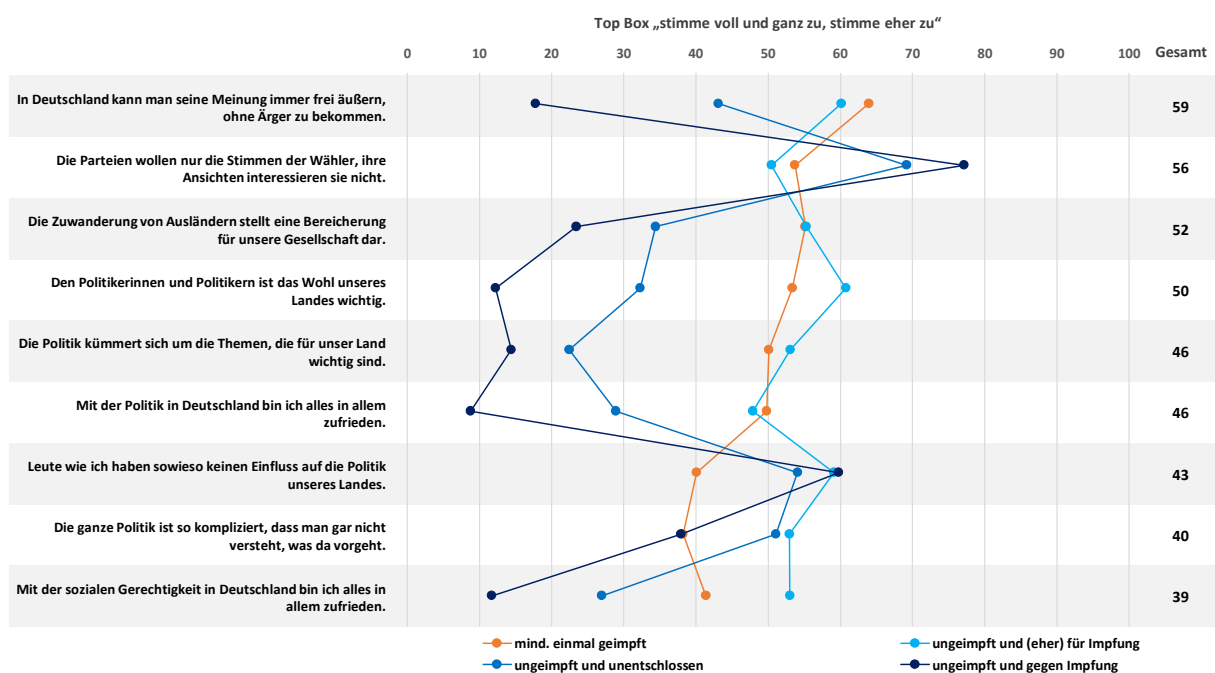 Top Box „stimme voll und ganz zu, stimme eher zu“
0 10 20 30 40 50 60 70 80 90 100 Gesamt
In Deutschland kann man seine Meinung immer frei äußern,
ohne Ärger zu bekommen.
59
Die Parteien wollen nur die Stimmen der Wähler, ihre
Ansichten interessieren sie nicht.
56
Die Zuwanderung von Ausländern stellt eine Bereicherung
für unsere Gesellschaft dar.
52
Den Politikerinnen und Politikern ist das Wohl unseres
Landes wichtig.
50
Die Politik kümmert sich um die Themen, die für unser Land
wichtig sind.
46
Mit der Politik in Deutschland bin ich alles in allem
zufrieden.
46
Leute wie ich haben sowieso keinen Einfluss auf die Politik
unseres Landes.
43
Die ganze Politik ist so kompliziert, dass man gar nicht
versteht, was da vorgeht.
40
Mit der sozialen Gerechtigkeit in Deutschland bin ich alles in
allem zufrieden.
39
mind. einmal geimpft
ungeimpft und (eher) für Impfung
ungeimpft und unentschlossen
ungeimpft und gegen Impfung